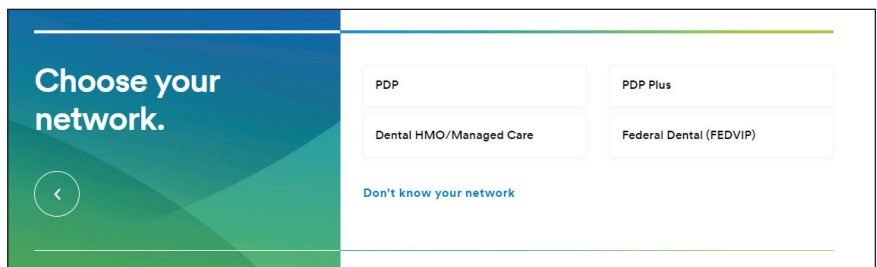 Choose your
network.
PDP
PDP Plus
Dental HMO/Managed Care
Federal Dental (FEDVIP)
Don't know your network